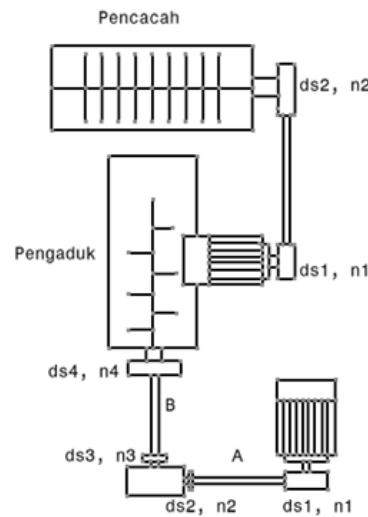 Pencacah
ds2, n2
Pengaduk
ds1, n1
ds4, n4
B
ds3, n3
A
ds2, n2
ds1, n1